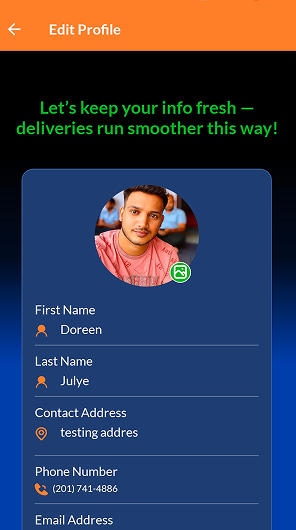 Edit Profile
Let's keep your info fresh —
deliveries run smoother this way!
First Name
Doreen
Last Name
Julye
Contact Address
testing addres
Phone Number
(201) 741-4886
Email Address